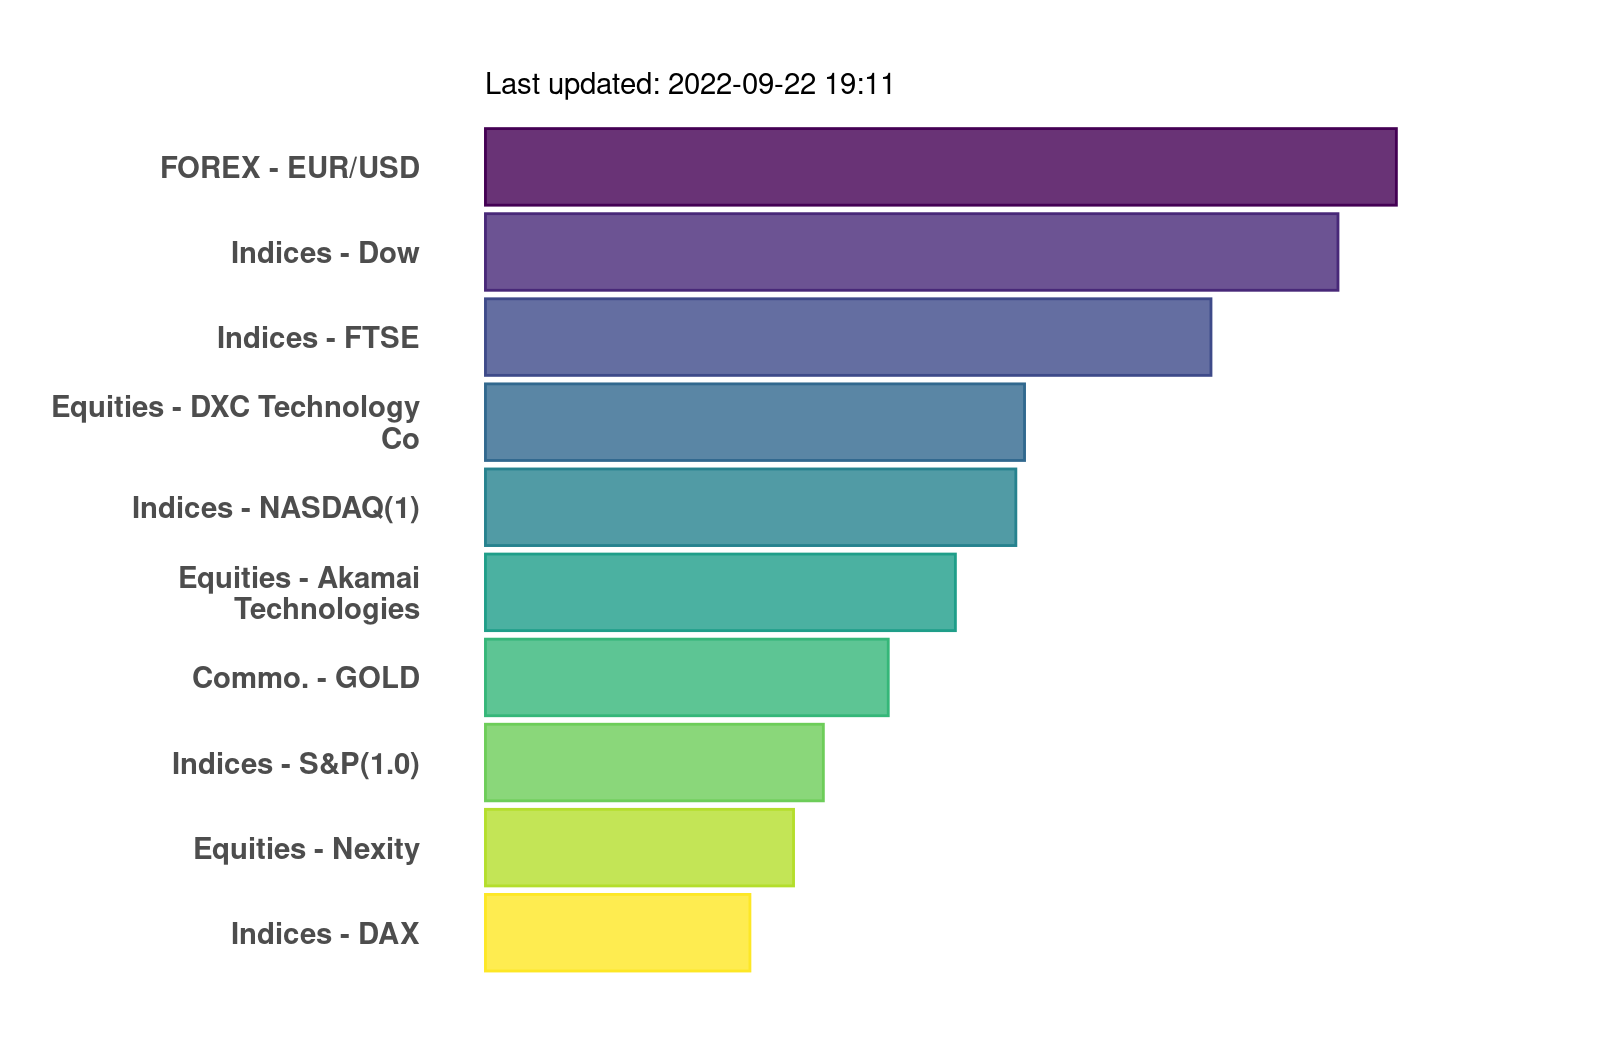 Last updated: 2022-09-22 19:11
FOREX - EUR/USD
Indices - Dow
Indices - FTSE
Equities - DXC Technology
Co
Indices - NASDAQ(1)
Equities - Akamai
Technologies
Commo. - GOLD
Indices - S&P(1.0)
Equities - Nexity
Indices - DAX